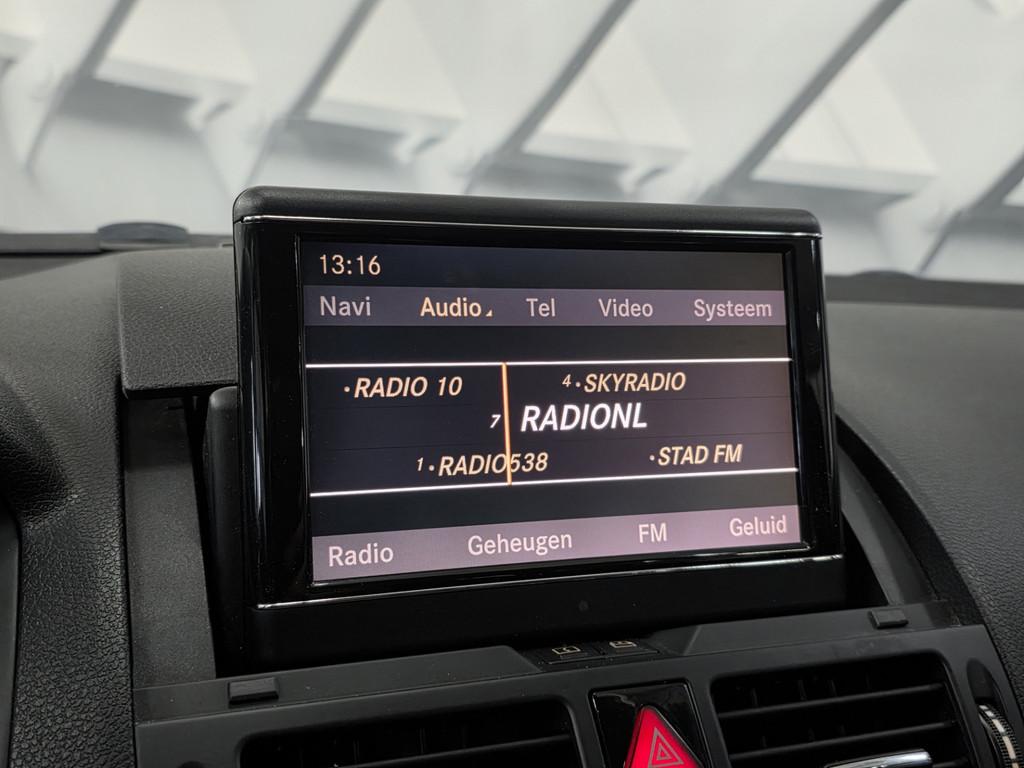 13:16
Navi Audio Tel Video Systeem
•RADIO 10 4•SKYRADIO
7 RADIONL
1•RADIO538 •STAD FM
Radio Geheugen FM Geluid